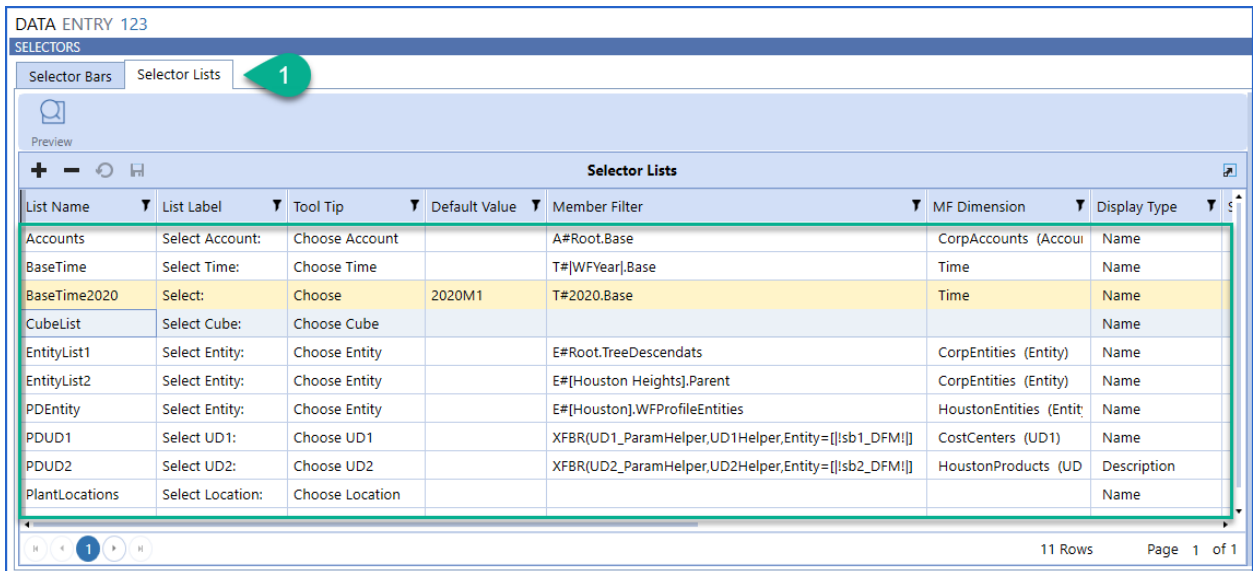 DATA ENTRY 123
SELECTORS
Selector Bars Selector Lists 1
Preview
Selector Lists
List Name List Label Tool Tip Default Value Member Filter MF Dimension Display Type S
Accounts Select Account: Choose Account A#Root.Base CorpAccounts (Accou Name
BaseTime Select Time: Choose Time T#|WFYear|.Base Time Name
BaseTime2020 Select: Choose 2020M1 T#2020.Base Time Name
CubeList Select Cube: Choose Cube Name
EntityList1 Select Entity: Choose Entity E#Root.TreeDescendats CorpEntities (Entity) Name
EntityList2 Select Entity: Choose Entity E#[Houston Heights].Parent CorpEntities (Entity) Name
PDEntity Select Entity: Choose Entity E#[Houston].WFProfileEntities HoustonEntities (Entit Name
PDUD1 Select UD1: Choose UD1 XFBR(UD1_ParamHelper,UD1Helper,Entity=[|!sb1_DFM!|] CostCenters (UD1) Name
PDUD2 Select UD2: Choose UD2 XFBR(UD2_ParamHelper,UD2Helper,Entity=[|!sb2_DFM!|] HoustonProducts (UD Description
PlantLocations Select Location: Choose Location Name
1 11 Rows Page 1 of 1